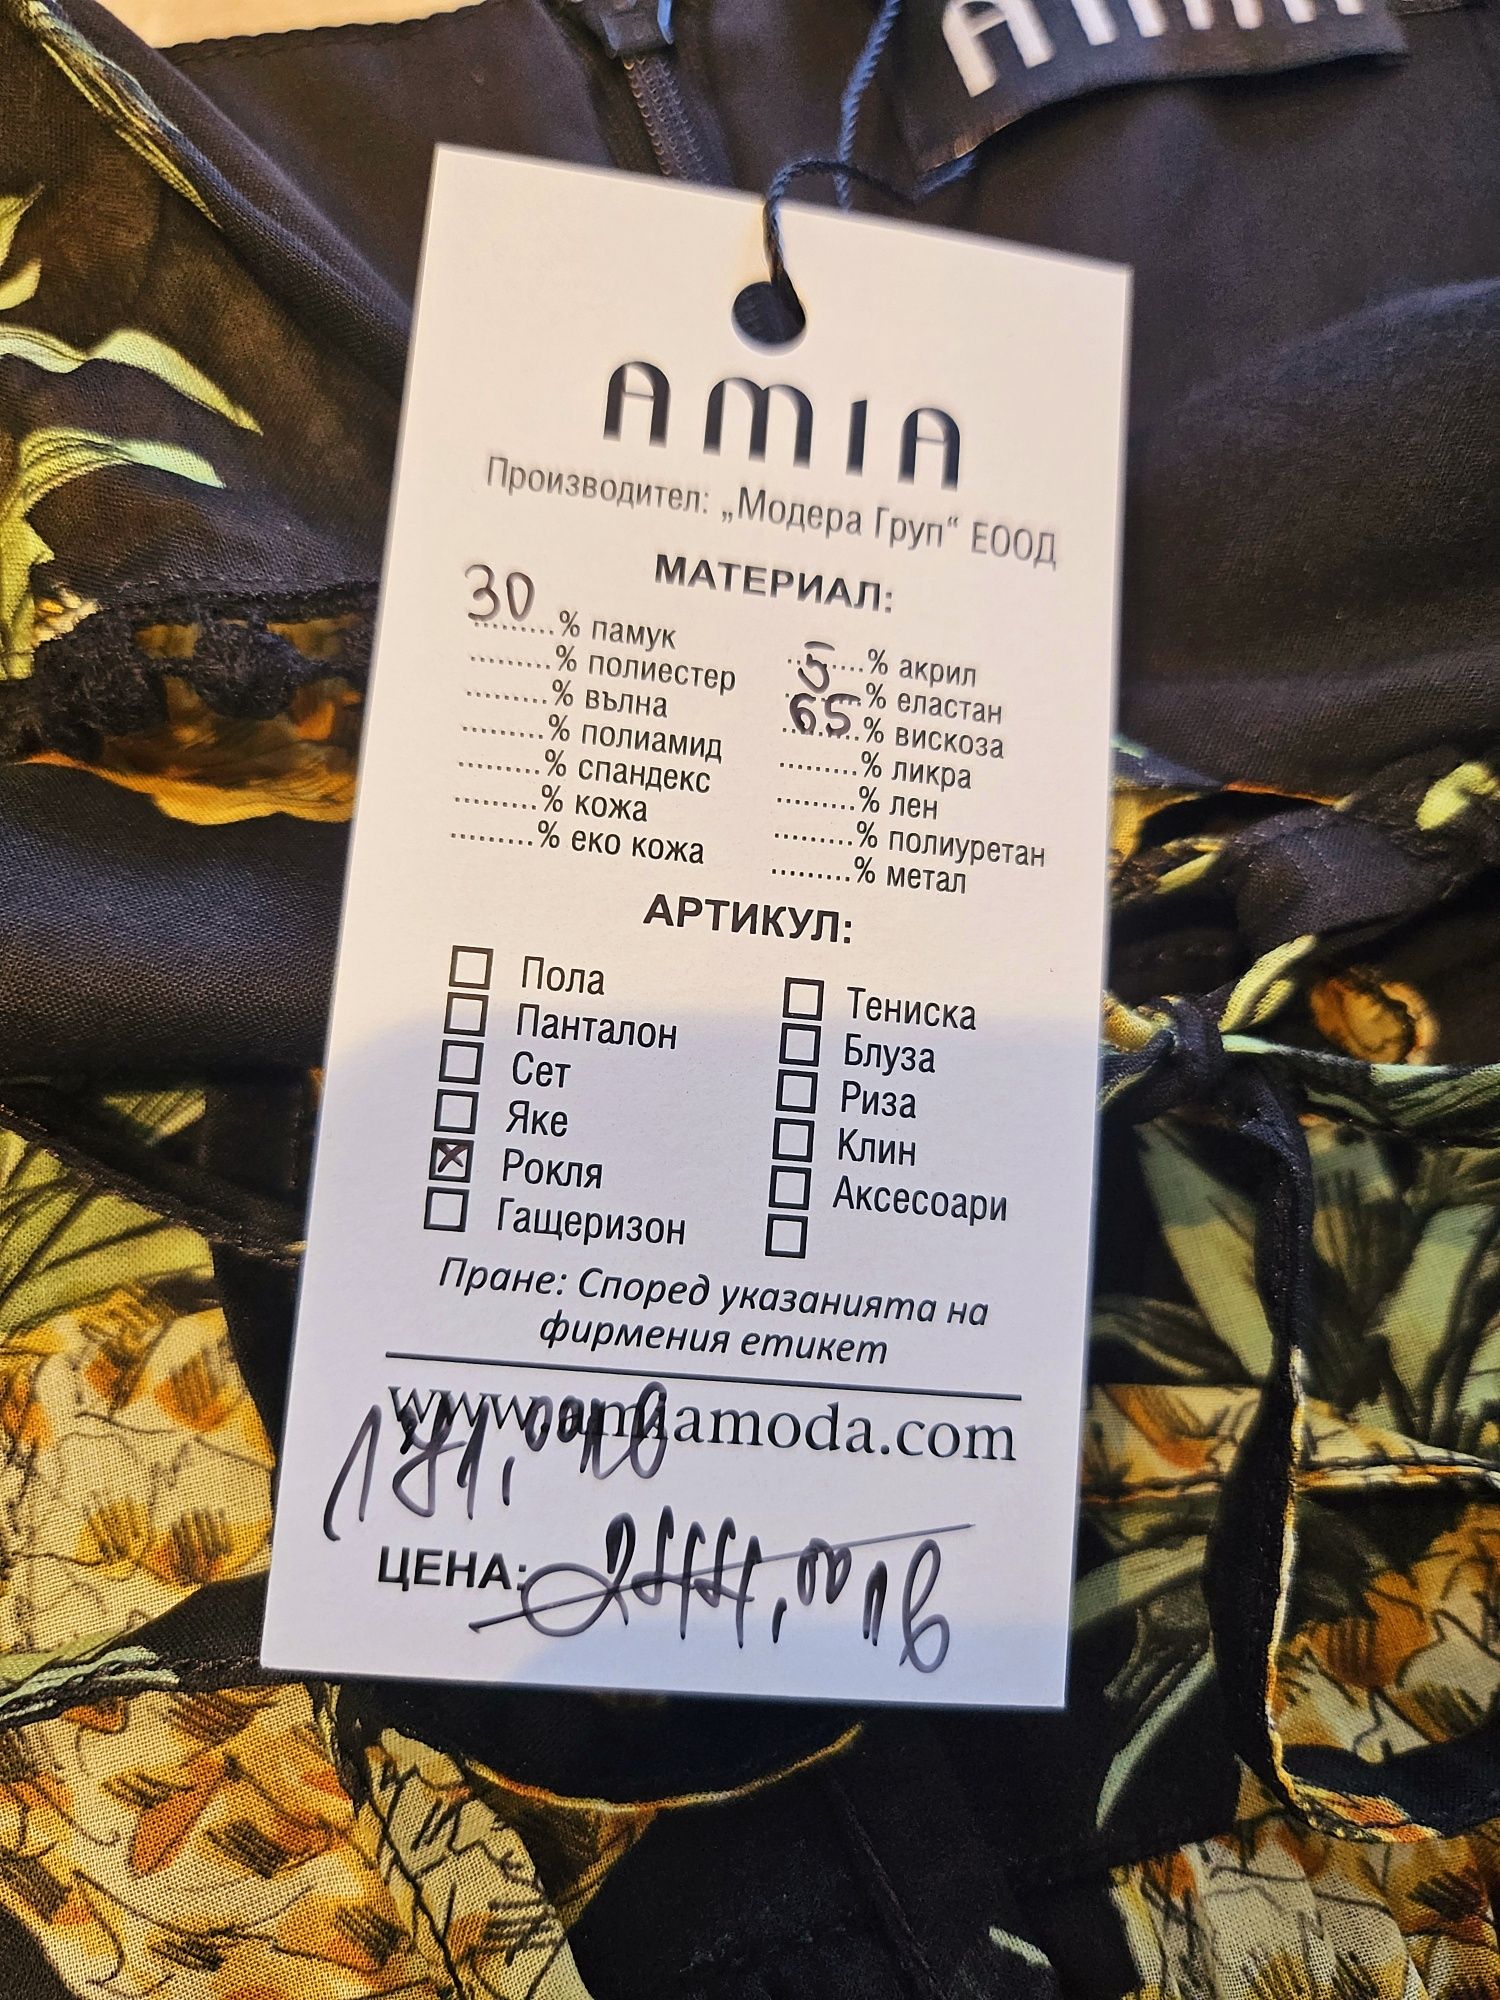 AMIA
AMIA
Производител: „Модера Груп“ ЕООД
МАТЕРИАЛ:
30 ..........% памук
..........% полиестер
..........% вълна
..........% полиамид
..........% спандекс
..........% кожа
..........% еко кожа
..........% акрил
5 ..........% еластан
65 ..........% вискоза
..........% ликра
..........% лен
..........% полиуретан
..........% метал
АРТИКУЛ:
Пола
Панталон
Сет
Яке
☒ Рокля
Гащеризон
Тениска
Блуза
Риза
Клин
Аксесоари
Пране: Според указанията на
фирмения етикет
www.amiamoda.com
ЦЕНА: